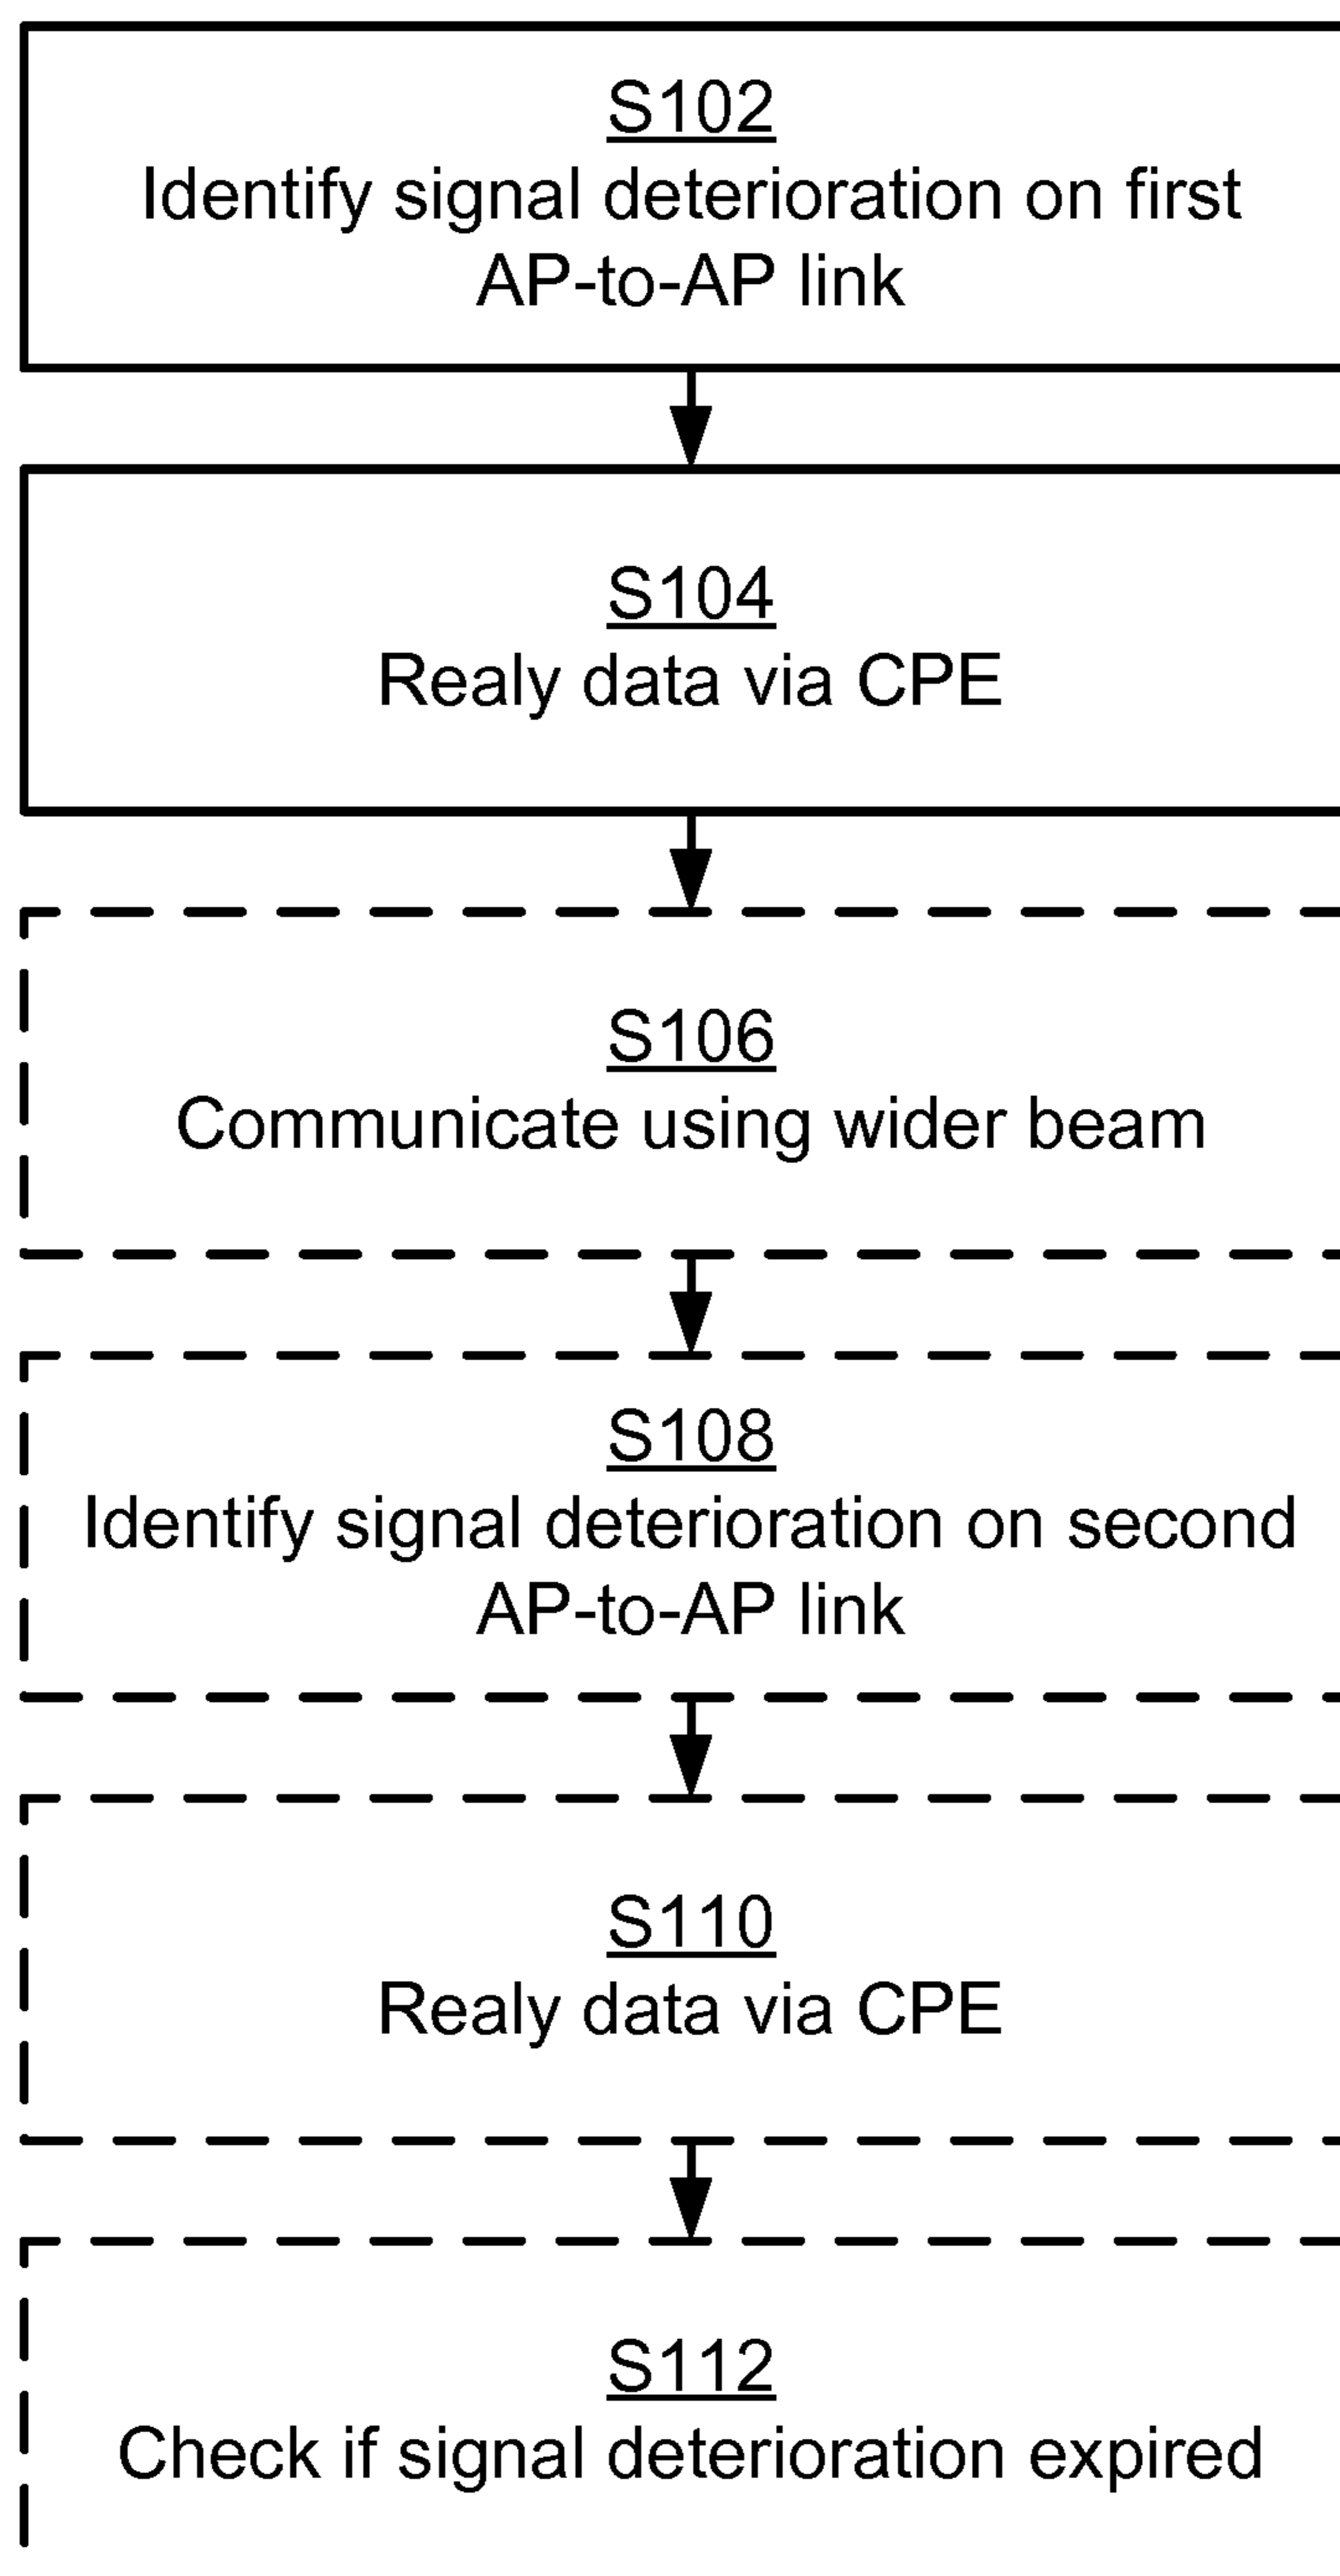 S102
Identify signal deterioration on first
AP-to-AP link
S104
Realy data via CPE
S106
Communicate using wider beam
S108
Identify signal deterioration on second
AP-to-AP link
S110
Realy data via CPE
S112
Check if signal deterioration expired